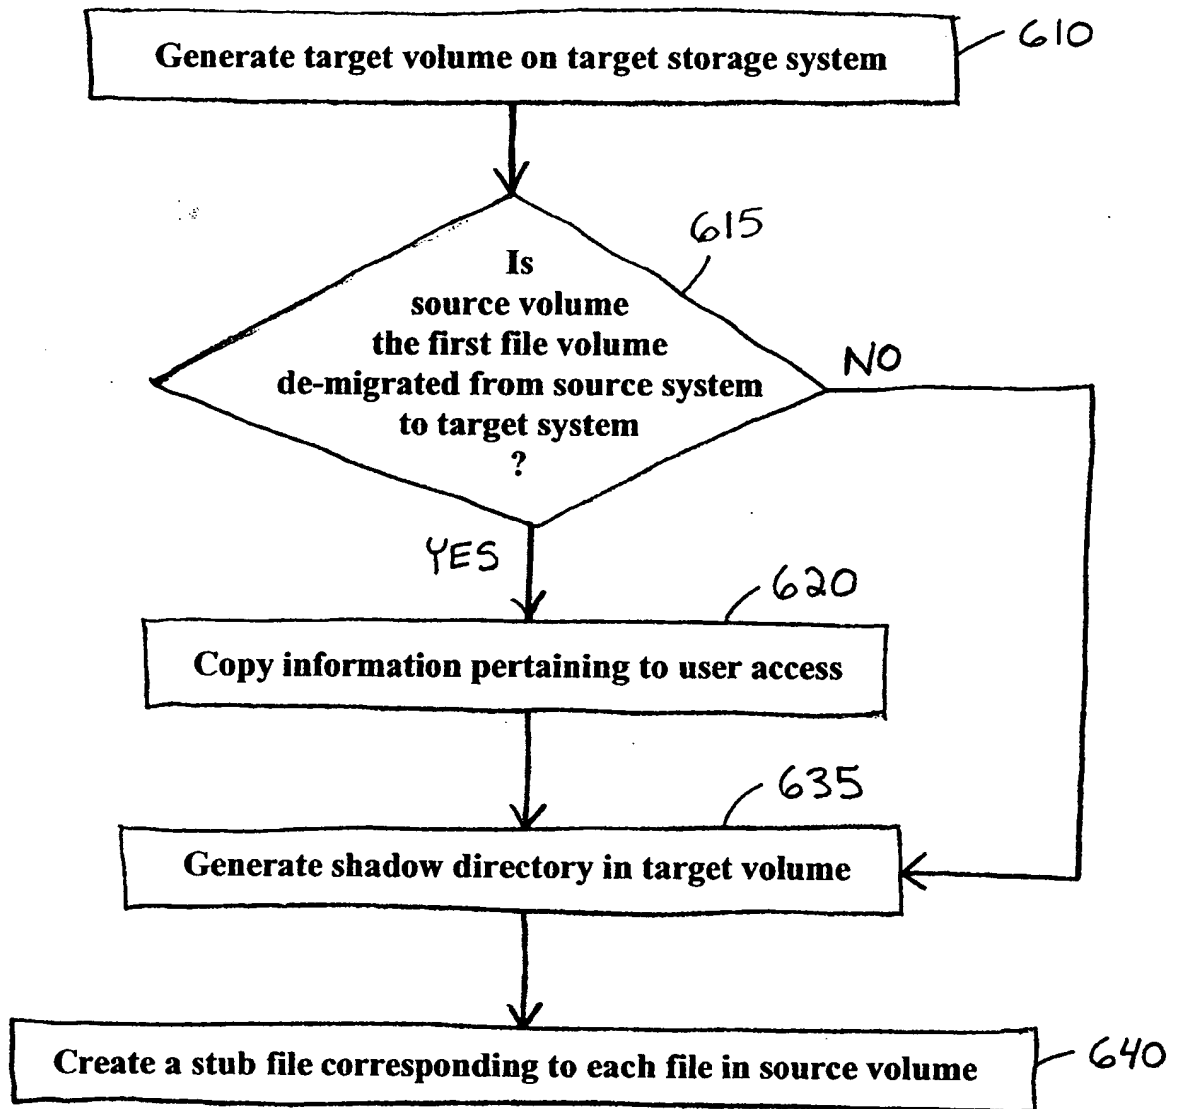 Generate target volume on target storage system
610
615
Is
source volume
the first file volume
de-migrated from source system
to target system
?
NO
YES
620
Copy information pertaining to user access
635
Generate shadow directory in target volume
Create a stub file corresponding to each file in source volume
640